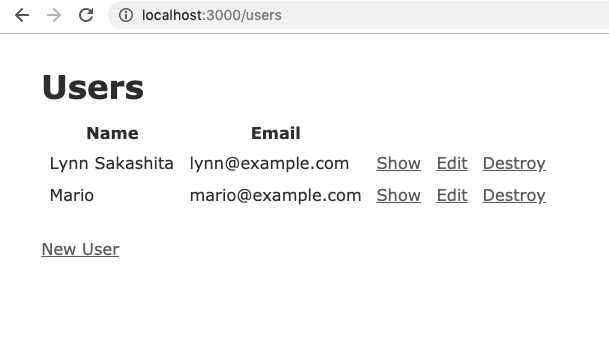 localhost:3000/users
Users
Name Email
Lynn Sakashita lynn@example.com Show Edit Destroy
Mario mario@example.com Show Edit Destroy
New User